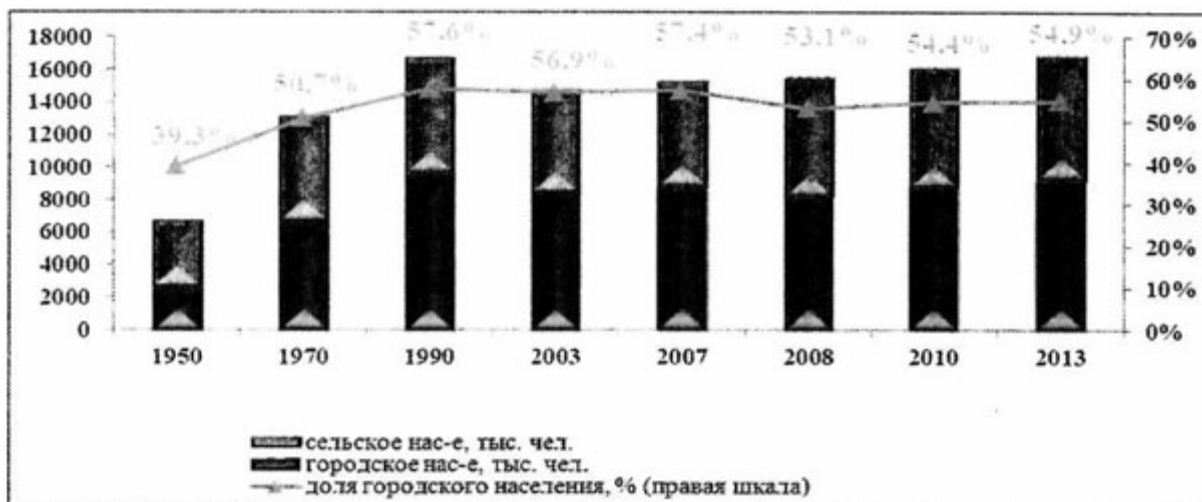 57.6% 57.4% 53.1% 54.4% 54.9%
18000 70%
56.9%
16000 60%
50,7%
14000 50%
12000
39.3%
10000 40%
8000 30%
6000
4000 20%
2000 10%
0 0%
1950 1970 1990 2003 2007 2008 2010 2013
сельское нас-е, тыс. чел.
городское нас-е, тыс. чел.
доля городского населения, % (правая шкала)